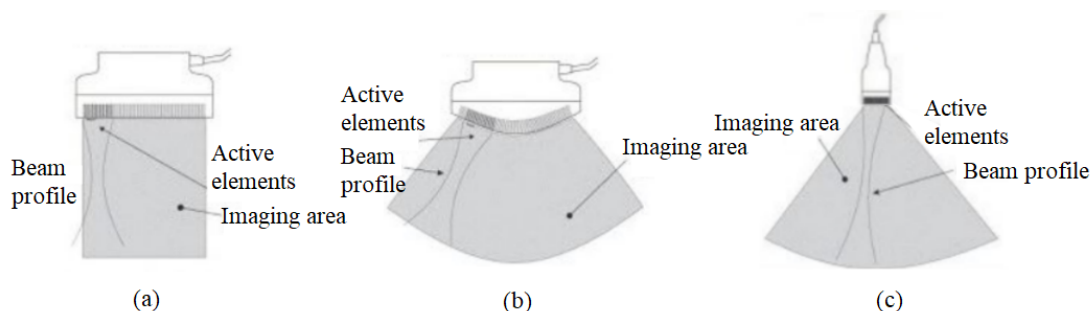 Beam
profile
Active
elements
Imaging area
(a)
Active
elements
Beam
profile
Imaging area
(b)
Imaging area
Active
elements
Beam profile
(c)